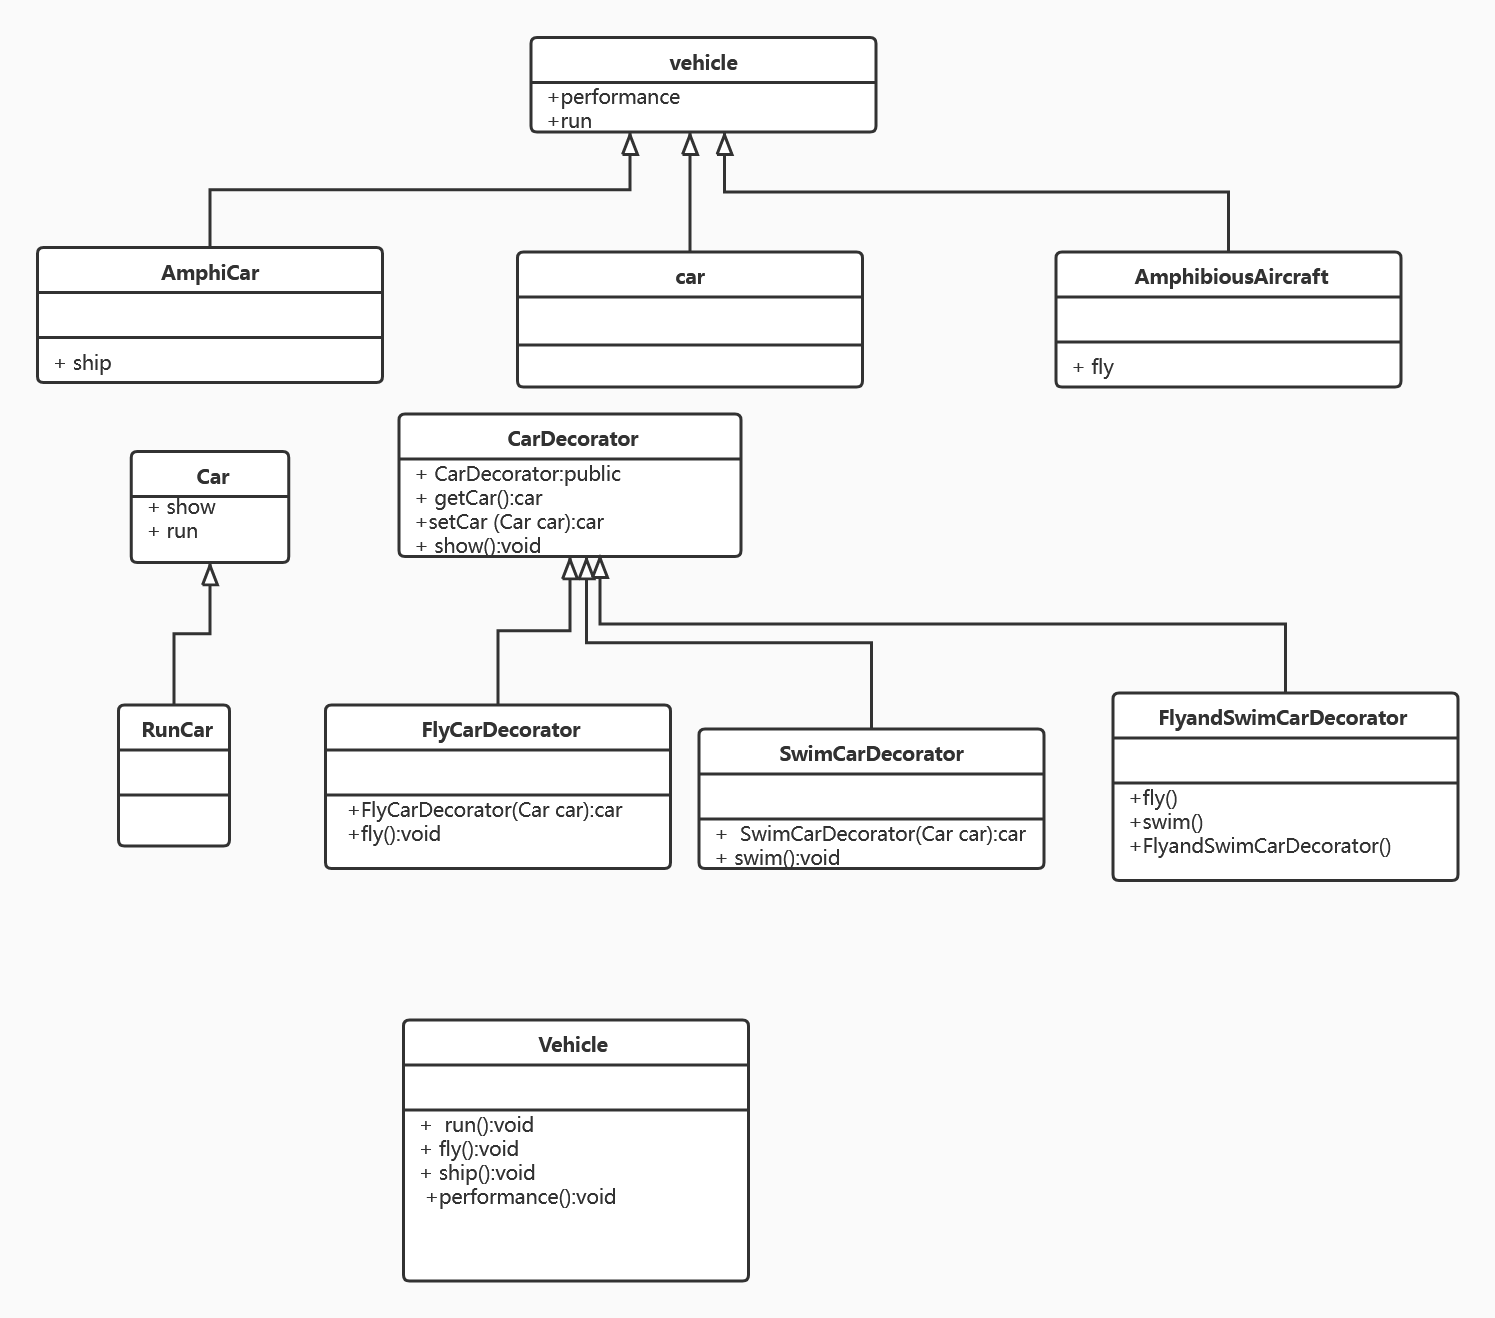 vehicle
+performance
+run
AmphiCar
+ ship
car
AmphibiousAircraft
+ fly
Car
+ show
+ run
CarDecorator
+ CarDecorator:public
+ getCar():car
+setCar (Car car):car
+ show():void
RunCar
FlyCarDecorator
+FlyCarDecorator(Car car):car
+fly():void
SwimCarDecorator
+ SwimCarDecorator(Car car):car
+ swim():void
FlyandSwimCarDecorator
+fly()
+swim()
+FlyandSwimCarDecorator()
Vehicle
+ run():void
+ fly():void
+ ship():void
+performance():void